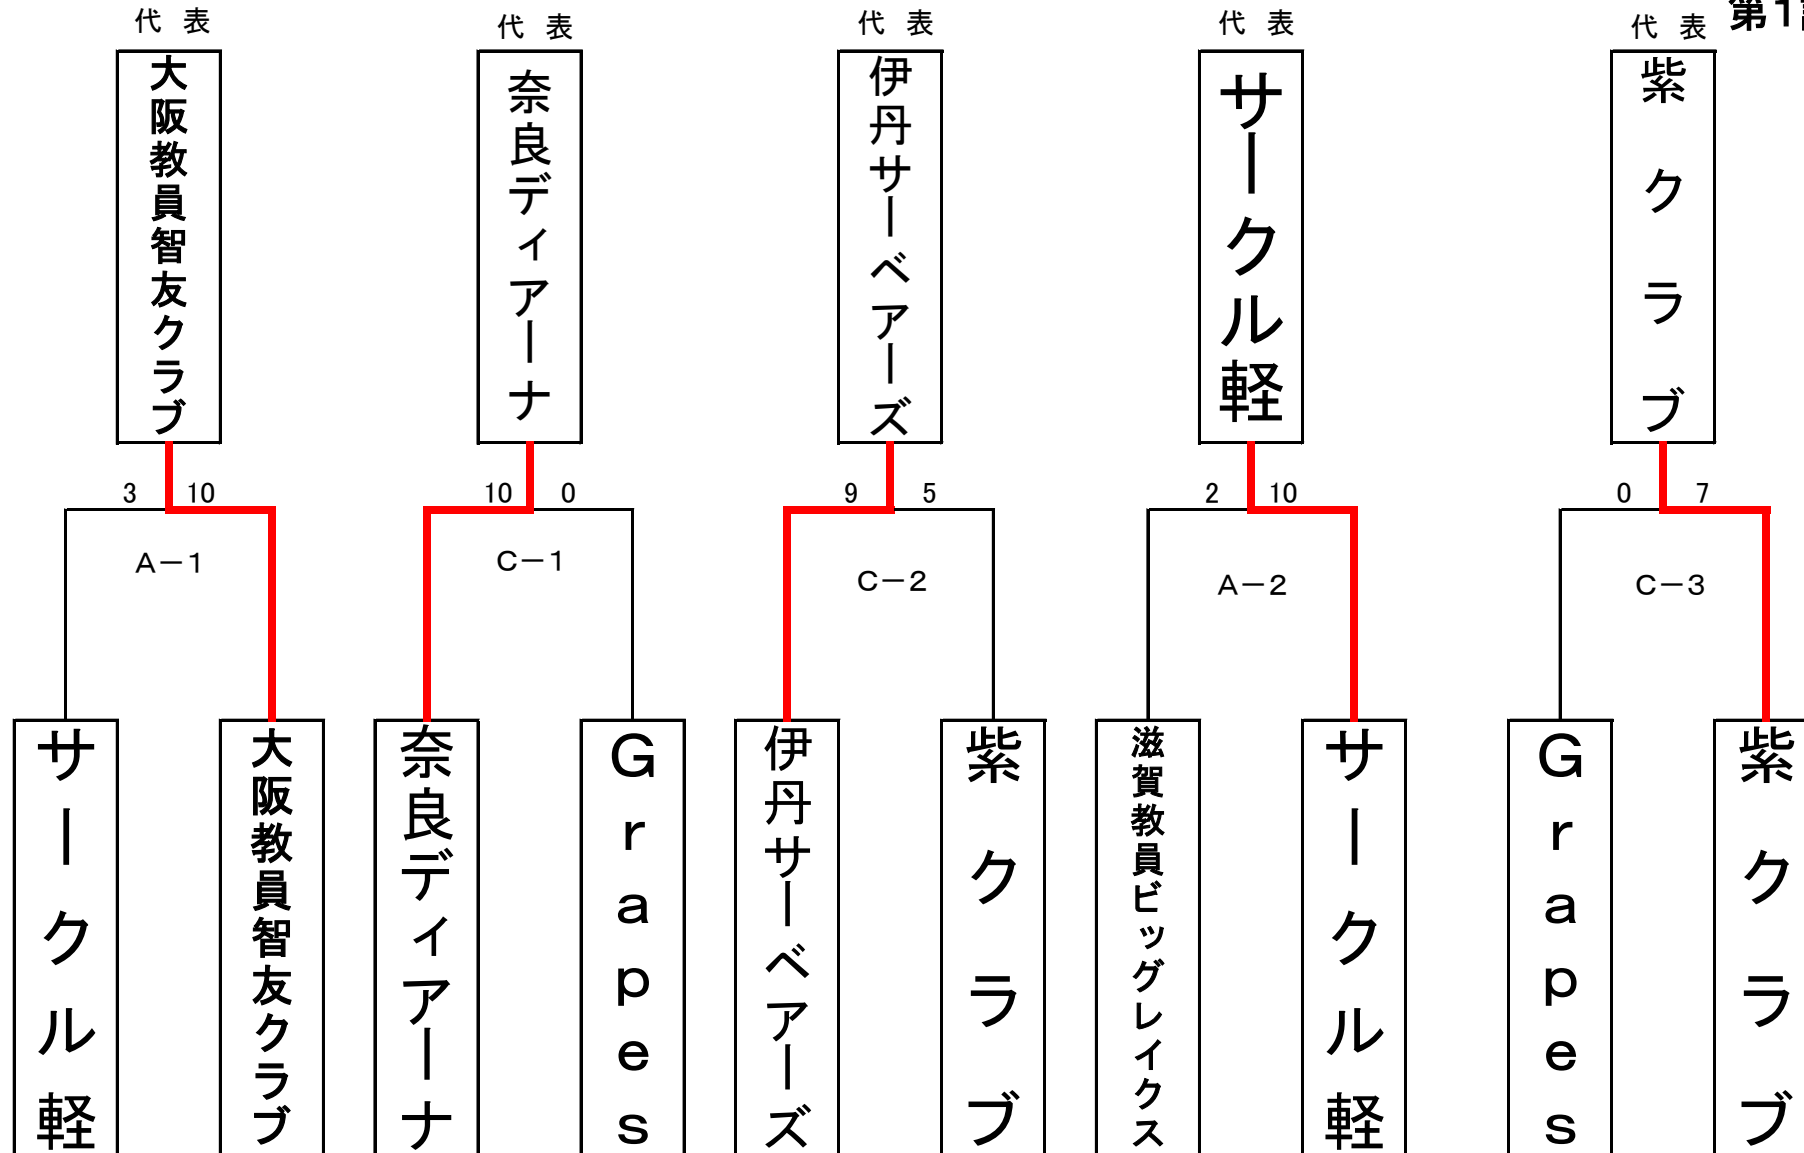 代 表
代 表
代 表
代 表
代 表
第1
大阪教員智友クラブ
奈良ディアーナ
伊丹サーベアーズ
サークル軽
紫クラブ
3 10
10 0
9 5
2 10
0 7
A－1
C－1
C－2
A－2
C－3
サークル軽
大阪教員智友クラブ
奈良ディアーナ
Grapes
伊丹サーベアーズ
紫クラブ
滋賀教員ビッグレイクス
サークル軽
Grapes
紫クラブ